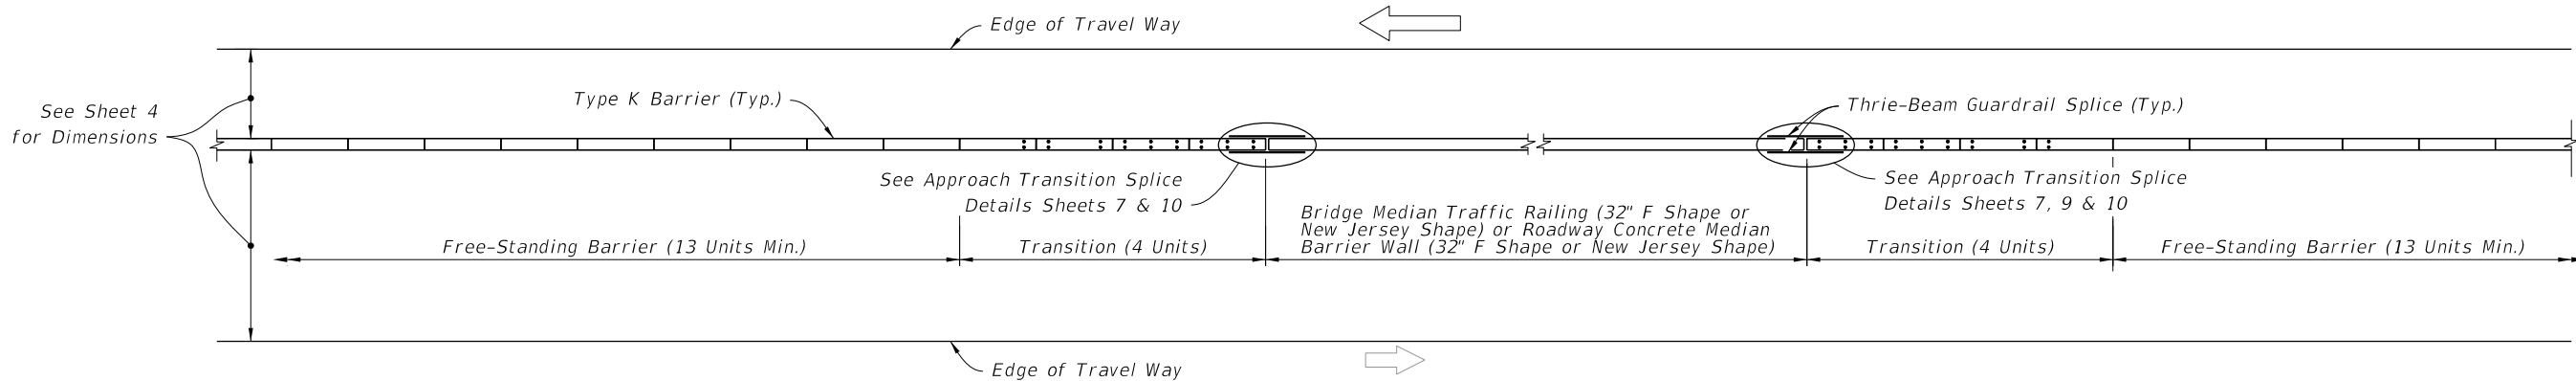 Edge of Travel Way
Type K Barrier (Typ.)
See Sheet 4
for Dimensions
Thrie-Beam Guardrail Splice (Typ.)
See Approach Transition Splice
Details Sheets 7 & 10
See Approach Transition Splice
Details Sheets 7, 9 & 10
Free-Standing Barrier (13 Units Min.)
Transition (4 Units)
Bridge Median Traffic Railing (32" F Shape or
New Jersey Shape) or Roadway Concrete Median
Barrier Wall (32" F Shape or New Jersey Shape)
Transition (4 Units)
Free-Standing Barrier (13 Units Min.)
Edge of Travel Way